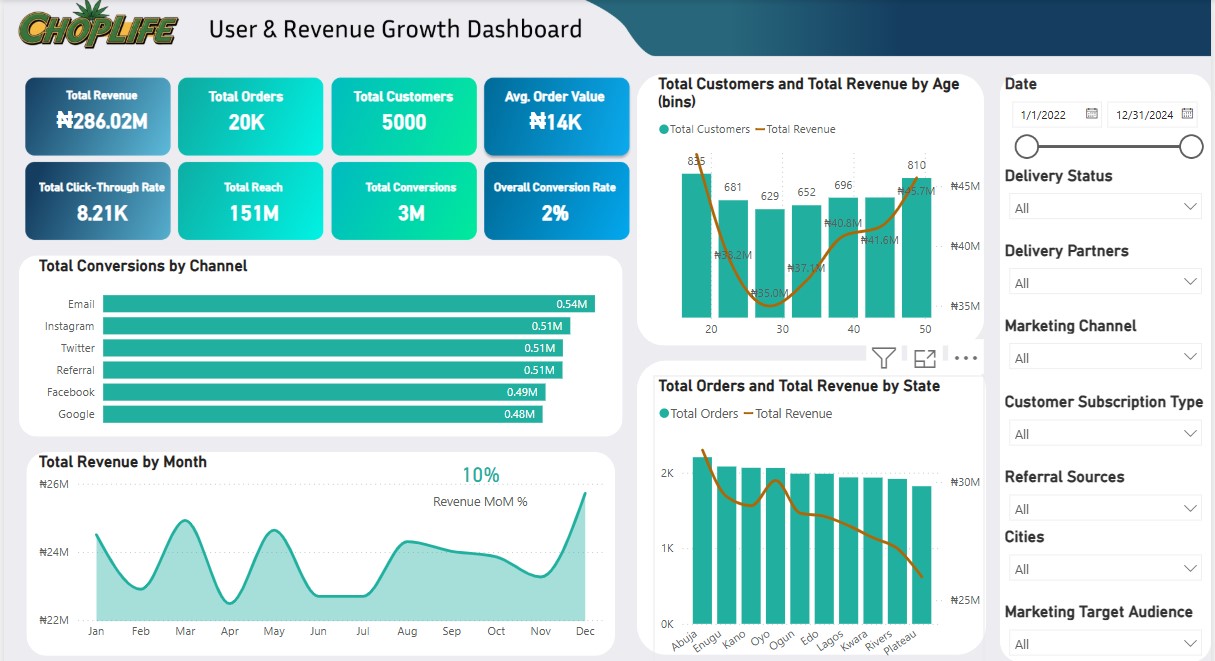 CHOPLIFE
User & Revenue Growth Dashboard
Total Revenue
₦286.02M
Total Orders
20K
Total Customers
5000
Avg. Order Value
₦14K
Total Click-Through Rate
8.21K
Total Reach
151M
Total Conversions
3M
Overall Conversion Rate
2%
Total Conversions by Channel
Email 0.54M
Instagram 0.51M
Twitter 0.51M
Referral 0.51M
Facebook 0.49M
Google 0.48M
Total Revenue by Month
10%
Revenue MoM %
₦26M
₦24M
₦22M
Jan Feb Mar Apr May Jun Jul Aug Sep Oct Nov Dec
Total Customers and Total Revenue by Age
(bins)
Total Customers Total Revenue
835 681 629 652 696 810
₦38.2M ₦35.0M ₦37.1M ₦40.8M ₦41.6M ₦45.7M
₦45M
₦40M
₦35M
20 30 40 50
Total Orders and Total Revenue by State
Total Orders Total Revenue
2K
1K
0K
₦30M
₦25M
Abuja Enugu Kano Oyo Ogun Edo Lagos Kwara Rivers Plateau
Date
1/1/2022 12/31/2024
Delivery Status
All
Delivery Partners
All
Marketing Channel
All
Customer Subscription Type
All
Referral Sources
All
Cities
All
Marketing Target Audience
All